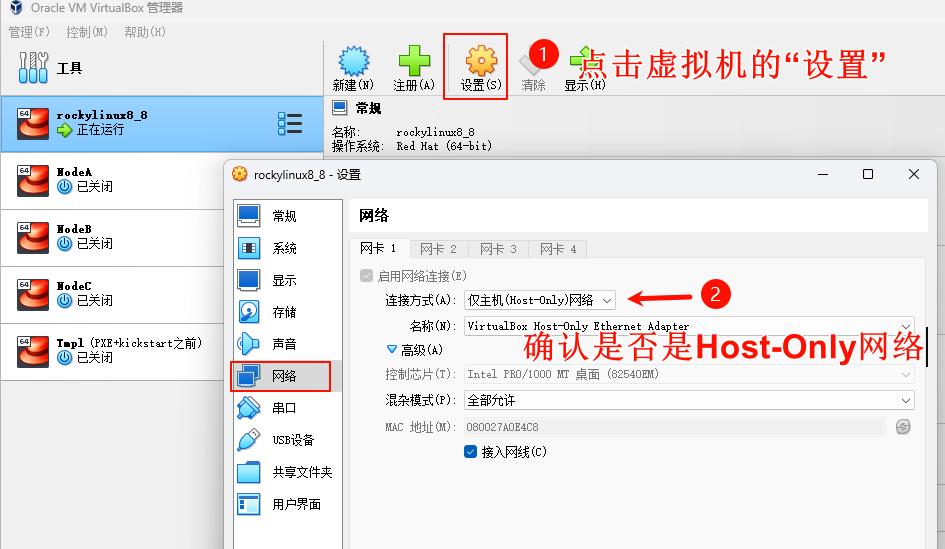 Oracle VM VirtualBox 管理器
管理(F) 控制(M) 帮助(H)
工具
新建(N) 注册(A) 设置(S) 清除 显示(H)
1 点击虚拟机的“设置”
64 rockylinux8_8
正在运行
64 NodeA
已关闭
64 NodeB
已关闭
64 NodeC
已关闭
64 Tmpl (PXE+kickstart之前)
已关闭
常规
名称: rockylinux8_8
操作系统: Red Hat (64-bit)
rockylinux8_8 - 设置
常规
系统
显示
存储
声音
网络
串口
USB设备
共享文件夹
用户界面
网络
网卡 1 网卡 2 网卡 3 网卡 4
启用网络连接(E)
连接方式(A): 仅主机(Host-Only)网络
2
名称(N): VirtualBox Host-Only Ethernet Adapter
确认是否是Host-Only网络
高级(A)
控制芯片(T): Intel PRO/1000 MT 桌面 (82540EM)
混杂模式(P): 全部允许
MAC 地址(M): 080027A0E4C8
接入网线(C)